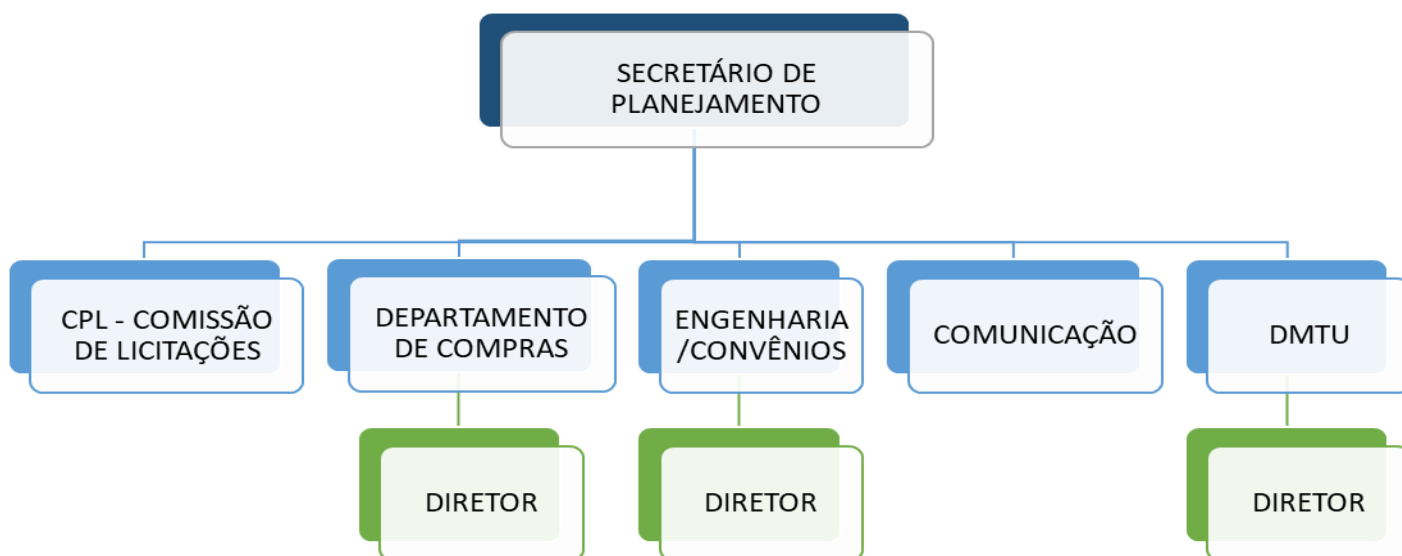 SECRETÁRIO DE
PLANEJAMENTO
CPL - COMISSÃO
DE LICITAÇÕES
DEPARTAMENTO
DE COMPRAS
ENGENHARIA
/CONVÊNIOS
COMUNICAÇÃO
DMTU
DIRETOR
DIRETOR
DIRETOR